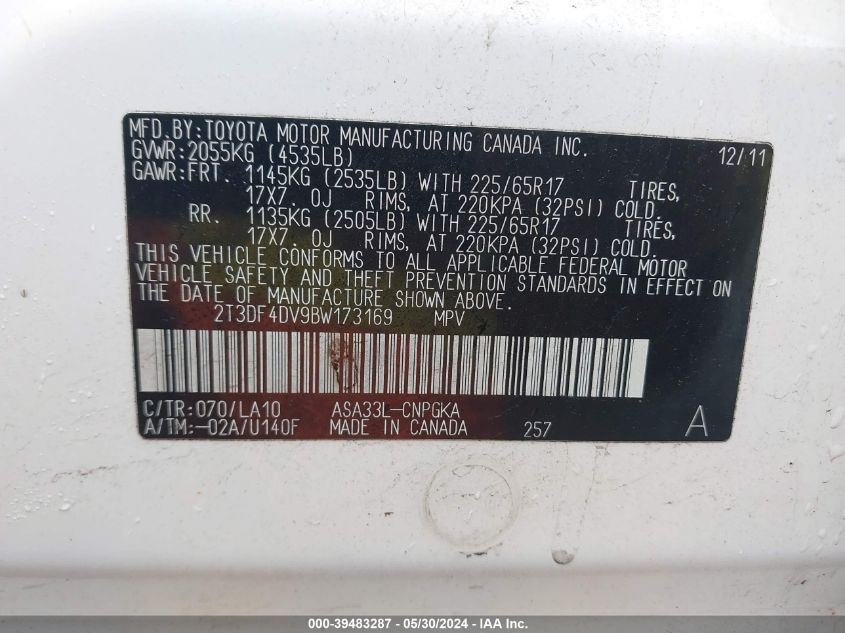 MFD.BY:TOYOTA MOTOR MANUFACTURING CANADA INC. 12/11
GVWR:2055KG (4535LB)
GAWR:FRT. 1145KG (2535LB) WITH 225/65R17 TIRES,
17X7.0J RIMS, AT 220KPA (32PSI) COLD.
RR. 1135KG (2505LB) WITH 225/65R17 TIRES,
17X7.0J RIMS, AT 220KPA (32PSI) COLD.
THIS VEHICLE CONFORMS TO ALL APPLICABLE FEDERAL MOTOR
VEHICLE SAFETY AND THEFT PREVENTION STANDARDS IN EFFECT ON
THE DATE OF MANUFACTURE SHOWN ABOVE.
2T3DF4DV9BW173169 MPV
C/TR:070/LA10 ASA33L-CNPGKA
A/TM:-02A/U140F MADE IN CANADA 257 A
000-39483287 - 05/30/2024 - IAA Inc.